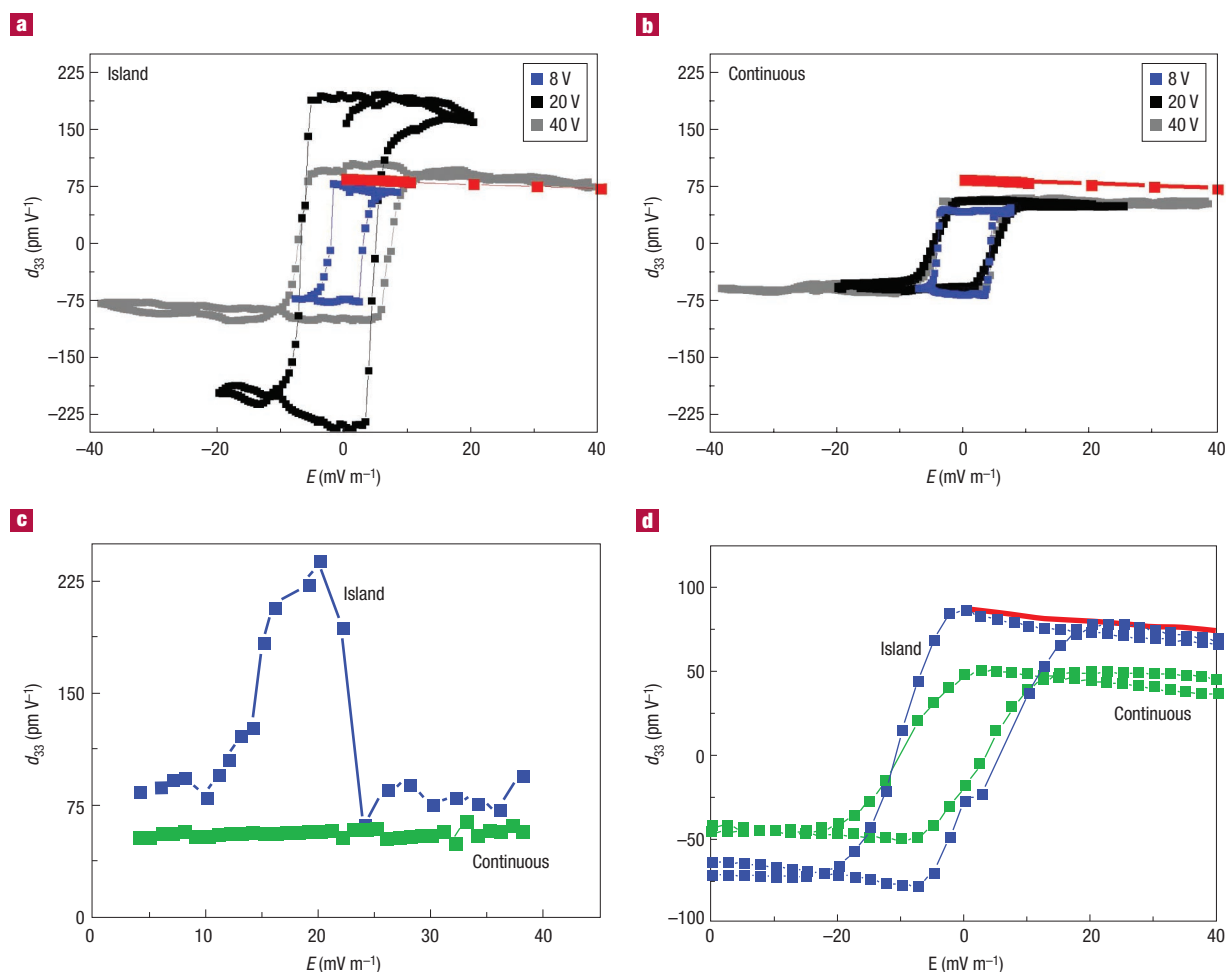 a
Island
8 V
20 V
40 V
225
150
75
0
–75
–150
–225
d33 (pm V–1)
–40
–20
0
20
40
E (mV m–1)
b
Continuous
8 V
20 V
40 V
225
150
75
0
–75
–150
–225
d33 (pm V–1)
–40
–20
0
20
40
E (mV m–1)
c
225
150
75
0
d33 (pm V–1)
Island
Continuous
0
10
20
30
40
E (mV m–1)
d
100
50
0
–50
–100
d33 (pm V–1)
Island
Continuous
0
–20
0
20
40
E (mV m–1)